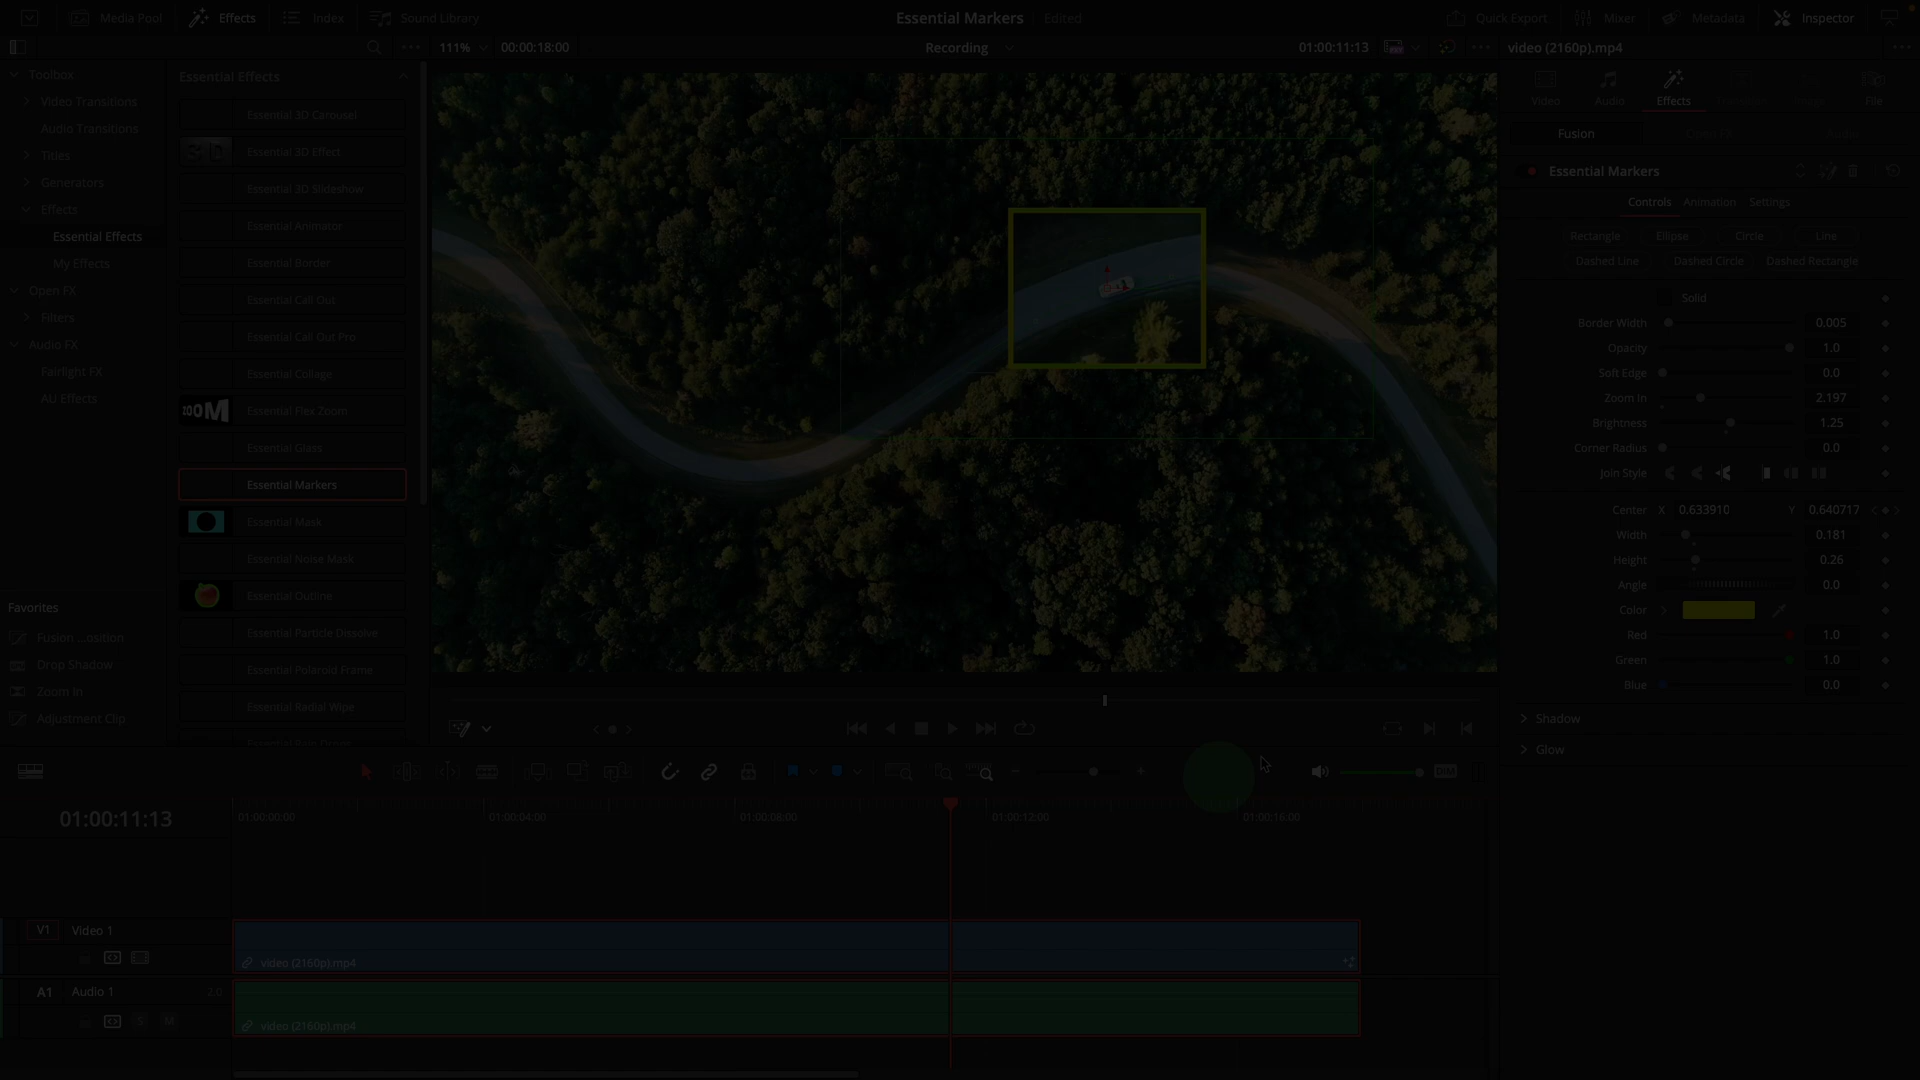 Media Pool Effects Index Sound Library Essential Markers Edited Quick Export Mixer Metadata Inspector
111% 00:00:18:00 Recording 01:00:11:13 video (2160p).mp4
Toolbox
Video Transitions
Audio Transitions
Titles
Generators
Effects
Essential Effects
My Effects
Open FX
Filters
Audio FX
Fairlight FX
AU Effects
Favorites
Fusion ...osition
Drop Shadow
Zoom In
Adjustment Clip
Essential Effects
Essential 3D Carousel
Essential 3D Effect
Essential 3D Slideshow
Essential Animator
Essential Border
Essential Call Out
Essential Call Out Pro
Essential Collage
ZOOM Essential Flex Zoom
Essential Glass
Essential Markers
Essential Mask
Essential Noise Mask
Essential Outline
Essential Particle Dissolve
Essential Polaroid Frame
Essential Radial Wipe
Video Audio Effects File
Fusion Open FX Audio
Essential Markers
Controls Animation Settings
Rectangle Ellipse Circle Line
Dashed Line Dashed Circle Dashed Rectangle
Solid
Border Width 0.005
Opacity 1.0
Soft Edge 0.0
Zoom In 2.197
Brightness 1.25
Corner Radius 0.0
Join Style
Center X 0.633910 Y 0.640717
Width 0.181
Height 0.26
Angle 0.0
Color
Red 1.0
Green 1.0
Blue 0.0
Shadow
Glow
DIM
01:00:11:13
01:00:00:00 01:00:04:00 01:00:08:00 01:00:12:00 01:00:16:00
V1 Video 1
video (2160p).mp4
A1 Audio 1 2.0
S M
video (2160p).mp4